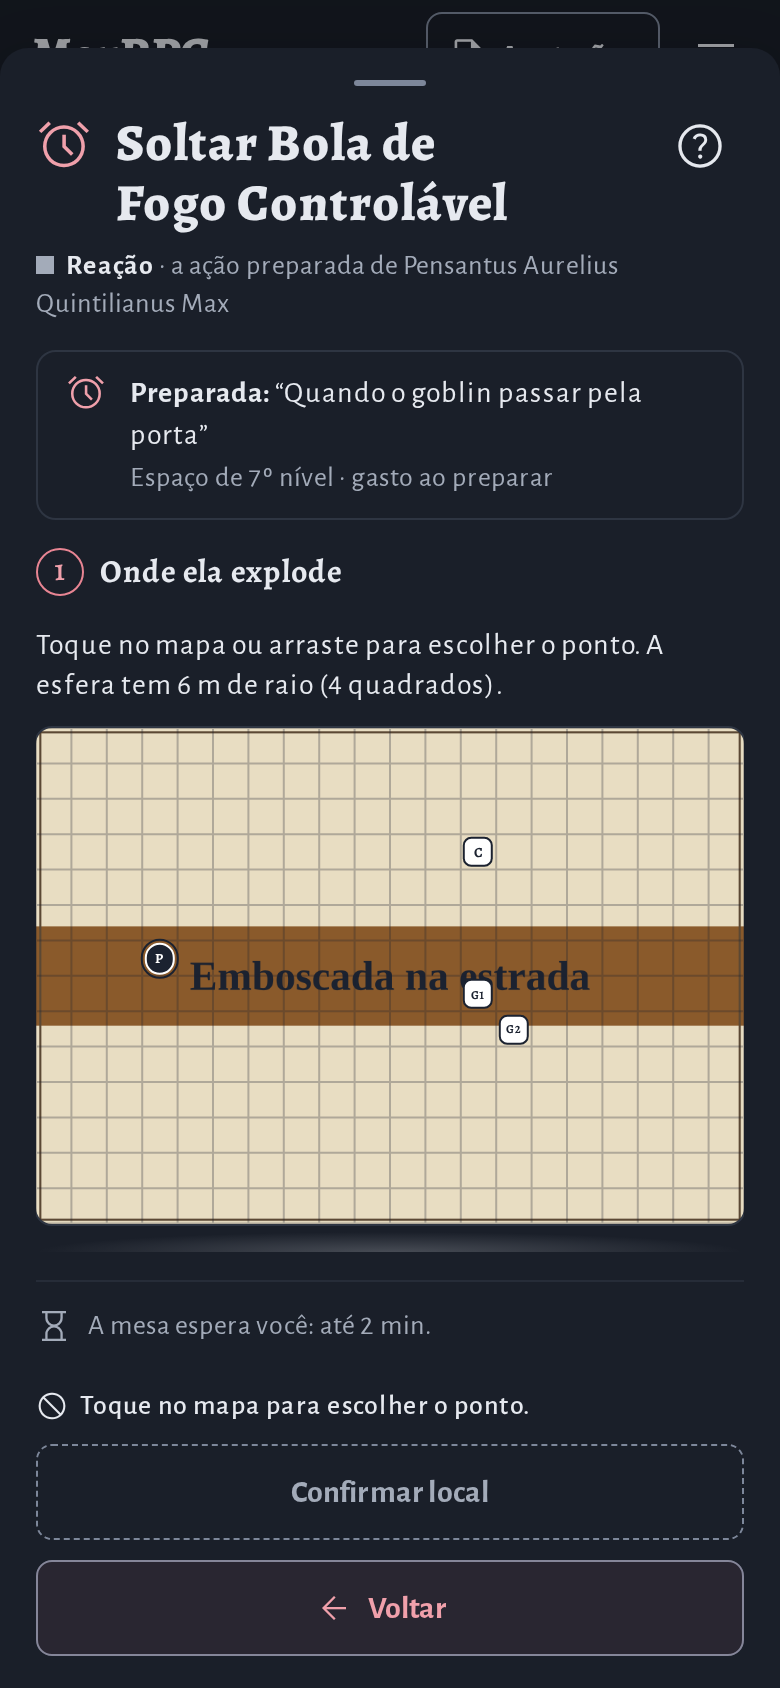 Soltar Bola de
Fogo Controlável
Reação · a ação preparada de Pensantus Aurelius
Quintilianus Max
Preparada: “Quando o goblin passar pela
porta”
Espaço de 7º nível · gasto ao preparar
1 Onde ela explode
Toque no mapa ou arraste para escolher o ponto. A
esfera tem 6 m de raio (4 quadrados).
C
P
Emboscada na estrada
G1
G2
A mesa espera você: até 2 min.
Toque no mapa para escolher o ponto.
Confirmar local
Voltar